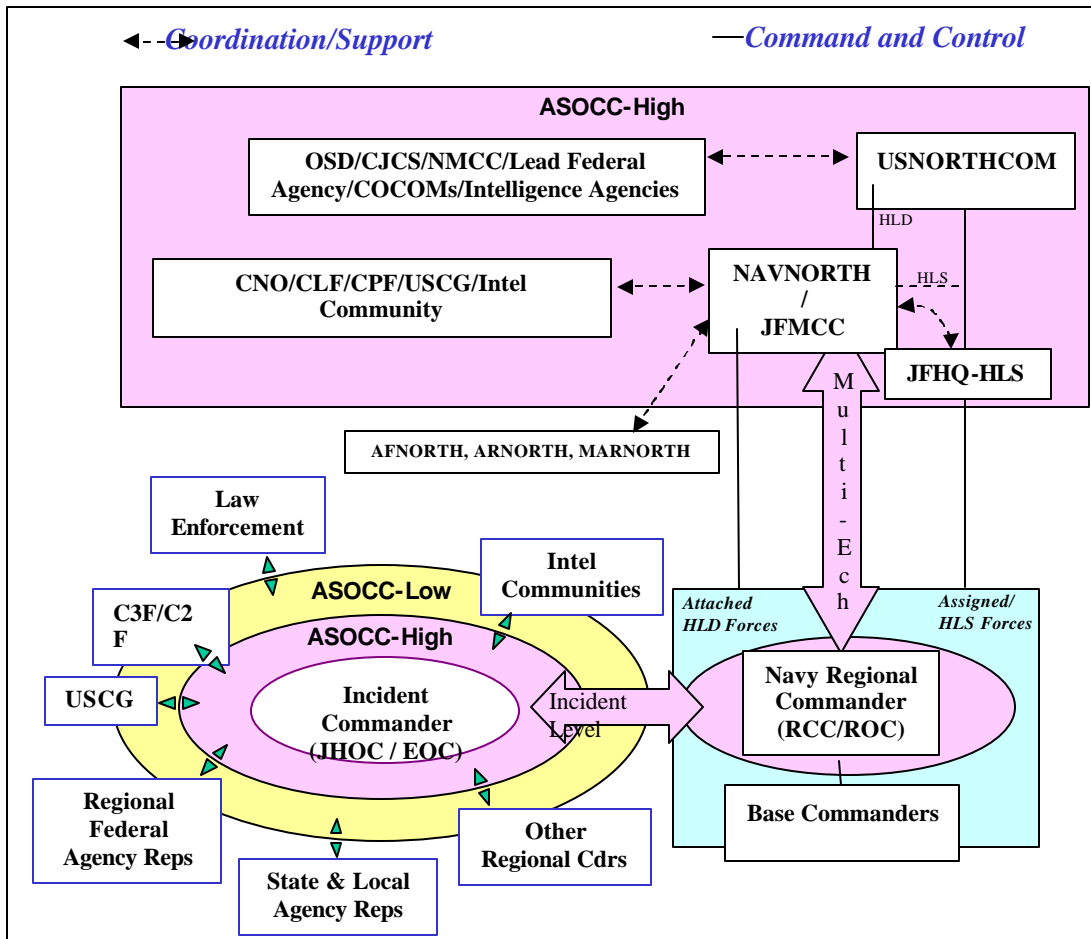 Coordination/Support
Command and Control
ASOCC-High
OSD/CJCS/NMCC/Lead Federal
Agency/COCOMs/Intelligence Agencies
USNORTHCOM
HLD
CNO/CLF/CPF/USCG/Intel
Community
NAVNORTH
/
JFMCC
HLS
JFHQ-HLS
Multi-Ech
AFNORTH, ARNORTH, MARNORTH
Law
Enforcement
Intel
Communities
ASOCC-Low
C3F/C2
F
ASOCC-High
USCG
Incident
Commander
(JHOC / EOC)
Incident
Level
Regional
Federal
Agency Reps
State & Local
Agency Reps
Other
Regional Cdrs
Attached
HLD Forces
Assigned/
HLS Forces
Navy Regional
Commander
(RCC/ROC)
Base Commanders